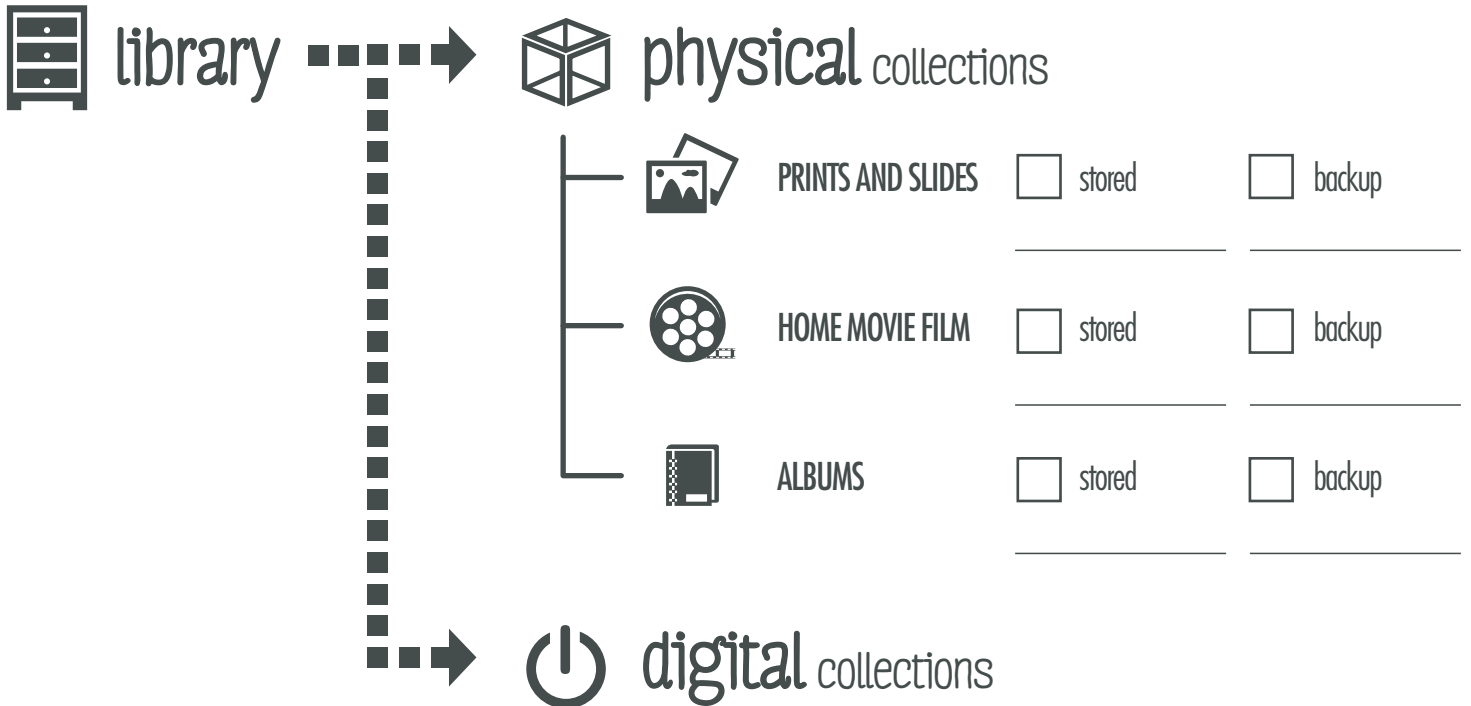 library
physical collections
PRINTS AND SLIDES stored backup
HOME MOVIE FILM stored backup
ALBUMS stored backup
digital collections